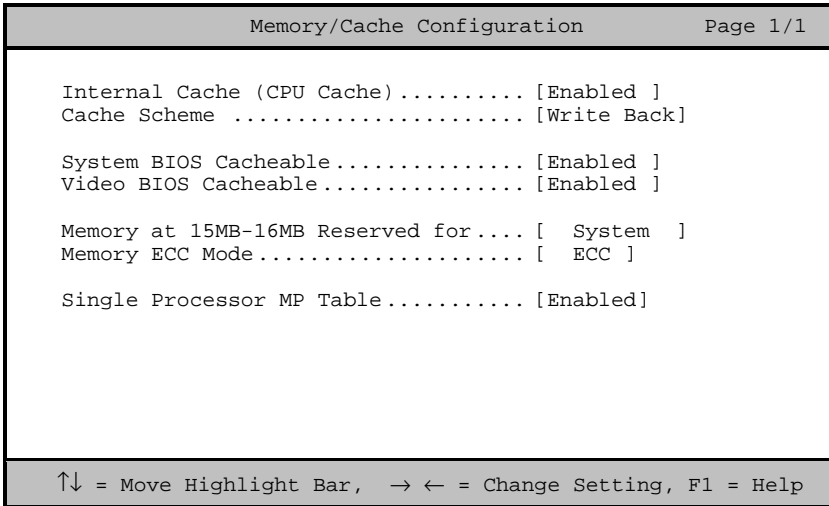 Memory/Cache Configuration Page 1/1
Internal Cache (CPU Cache).......... [Enabled ]
Cache Scheme ....................... [Write Back]
System BIOS Cacheable............... [Enabled ]
Video BIOS Cacheable................ [Enabled ]
Memory at 15MB-16MB Reserved for.... [ System ]
Memory ECC Mode..................... [ ECC ]
Single Processor MP Table........... [Enabled]
↑↓ = Move Highlight Bar, → ← = Change Setting, F1 = Help